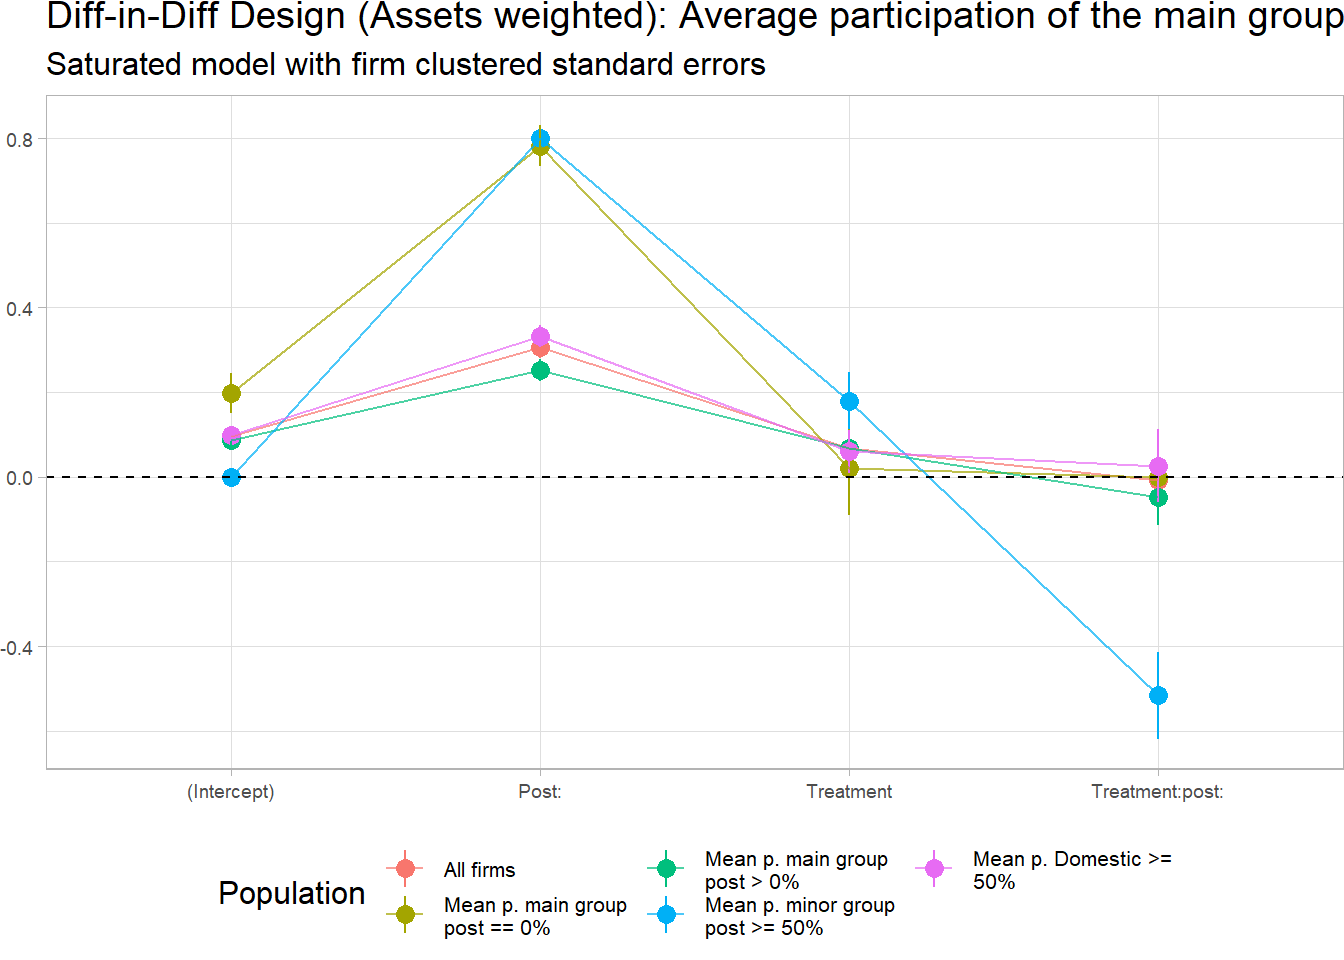 Diff-in-Diff Design (Assets weighted): Average participation of the main group
Saturated model with firm clustered standard errors
0.8
0.4
0.0
-0.4
(Intercept)
Post:
Treatment
Treatment:post:
Population
All firms
Mean p. main group
post == 0%
Mean p. main group
post > 0%
Mean p. minor group
post >= 50%
Mean p. Domestic >=
50%